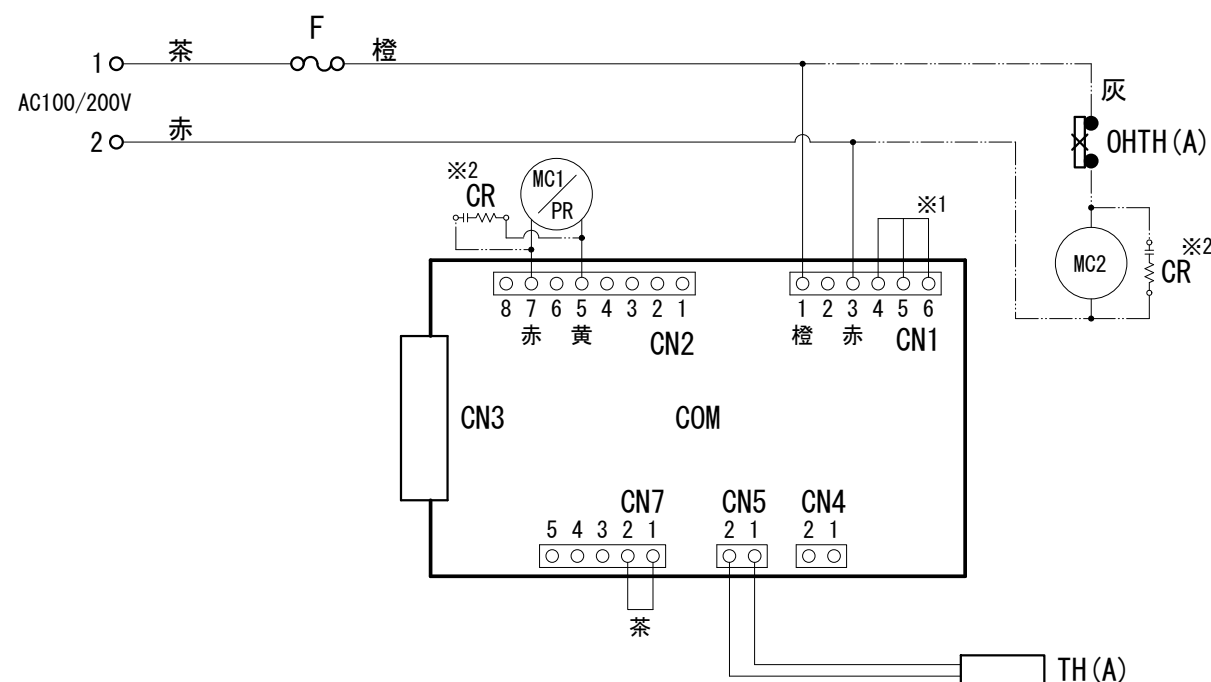 F
1 茶 橙
AC100/200V
灰
2 赤
OHTH(A)
※2
CR
MC1/PR
※1
MC2
※2
CR
8 7 6 5 4 3 2 1
赤 黄
CN2
1 2 3 4 5 6
橙 赤
CN1
CN3
COM
CN7
5 4 3 2 1
CN5
2 1
CN4
2 1
茶
TH(A)